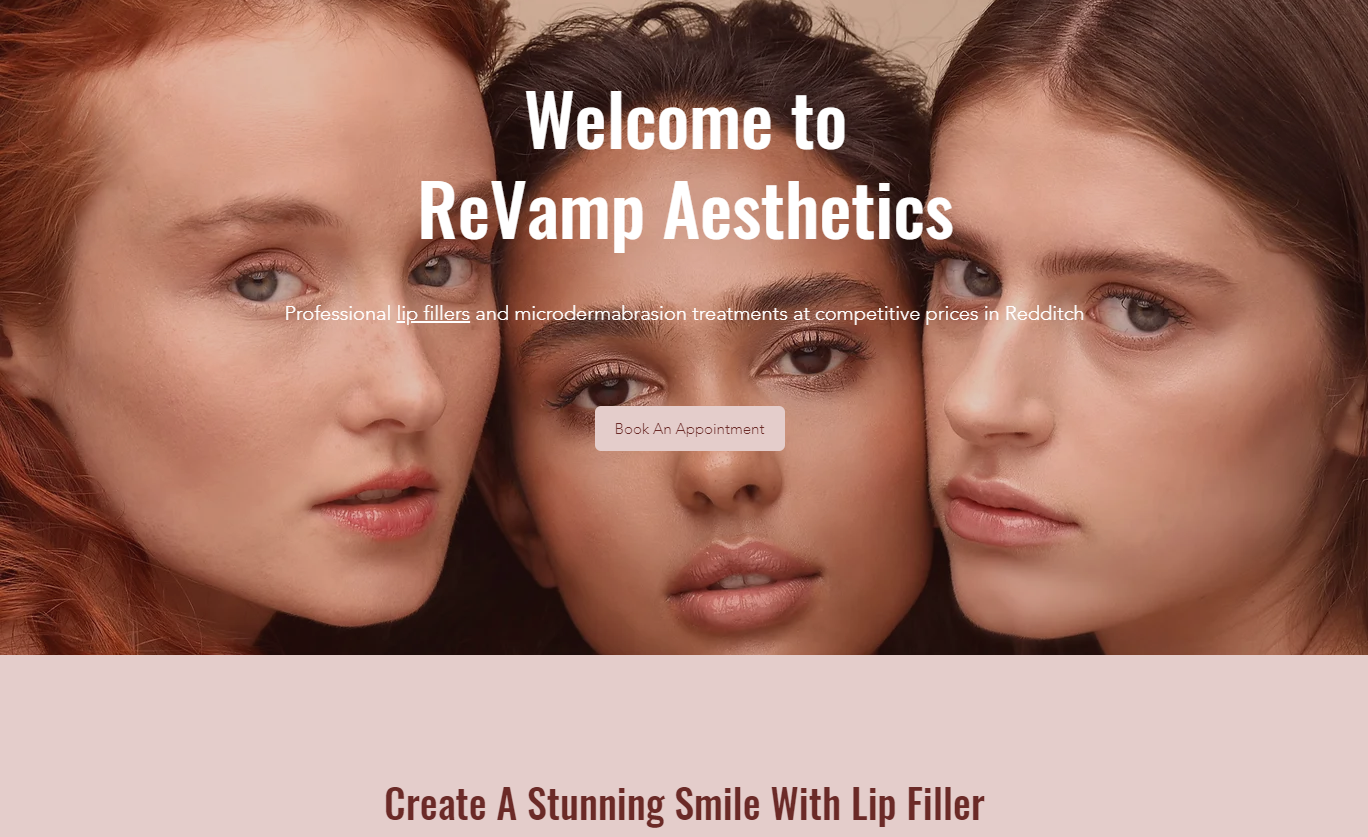 Welcome to
ReVamp Aesthetics
Professional lip fillers and microdermabrasion treatments at competitive prices in Redditch
Book An Appointment
Create A Stunning Smile With Lip Filler